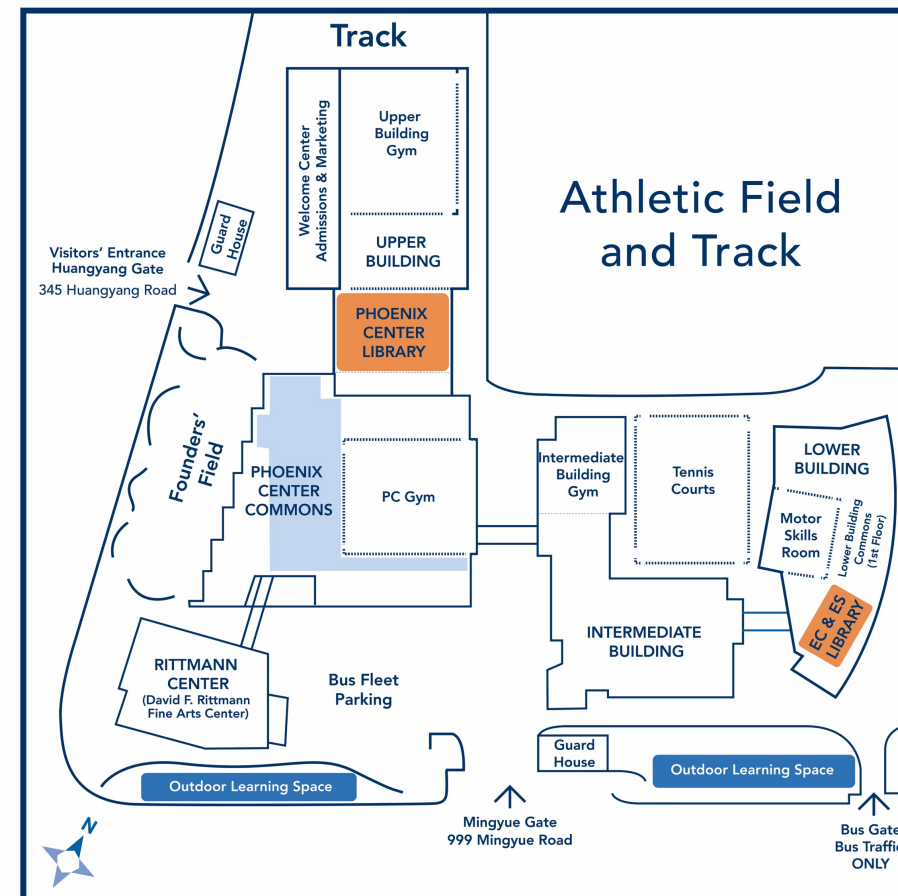 Track
Welcome Center
Admissions & Marketing
Upper
Building
Gym
UPPER
BUILDING
Athletic Field
and Track
Guard
House
Visitors' Entrance
Huangyang Gate
345 Huangyang Road
PHOENIX
CENTER
LIBRARY
Founders'
Field
PHOENIX
CENTER
COMMONS
PC Gym
Intermediate
Building
Gym
Tennis
Courts
LOWER
BUILDING
Motor
Skills
Room
Lower Building
Commons
(1st Floor)
EC & ES
LIBRARY
INTERMEDIATE
BUILDING
RITTMANN
CENTER
(David F. Rittmann
Fine Arts Center)
Bus Fleet
Parking
Guard
House
Outdoor Learning Space
Outdoor Learning Space
Mingyue Gate
999 Mingyue Road
Bus Gate
Bus Traffic
ONLY
N